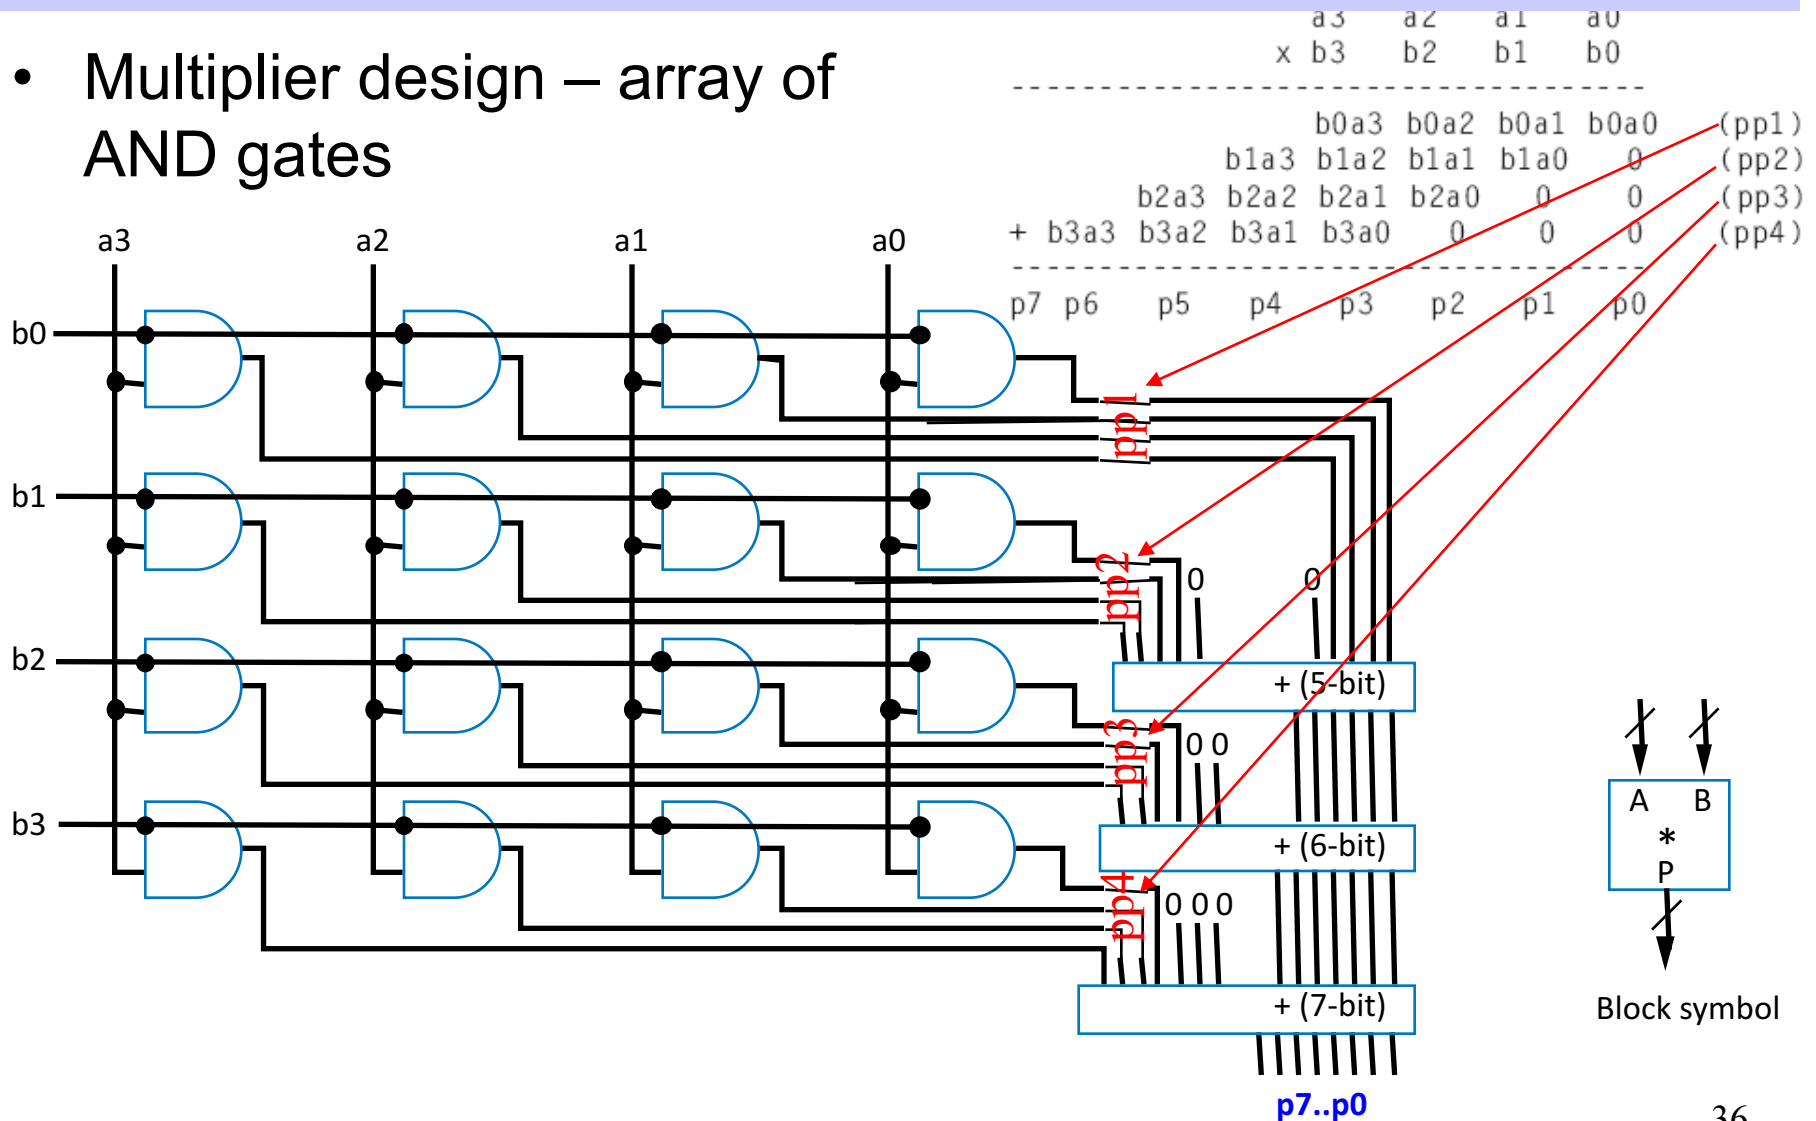 • Multiplier design – array of
AND gates
a3 a2 a1 a0
x b3 b2 b1 b0
----------------------------------
b0a3 b0a2 b0a1 b0a0 (pp1)
b1a3 b1a2 b1a1 b1a0 0 (pp2)
b2a3 b2a2 b2a1 b2a0 0 0 (pp3)
+ b3a3 b3a2 b3a1 b3a0 0 0 0 (pp4)
----------------------------------
p7 p6 p5 p4 p3 p2 p1 p0
a3 a2 a1 a0
b0
pp1
b1
pp2
0 0
b2
+ (5-bit)
pp3
0 0
b3
+ (6-bit)
pp4
0 0 0
+ (7-bit)
p7..p0
A B
*
P
Block symbol
36